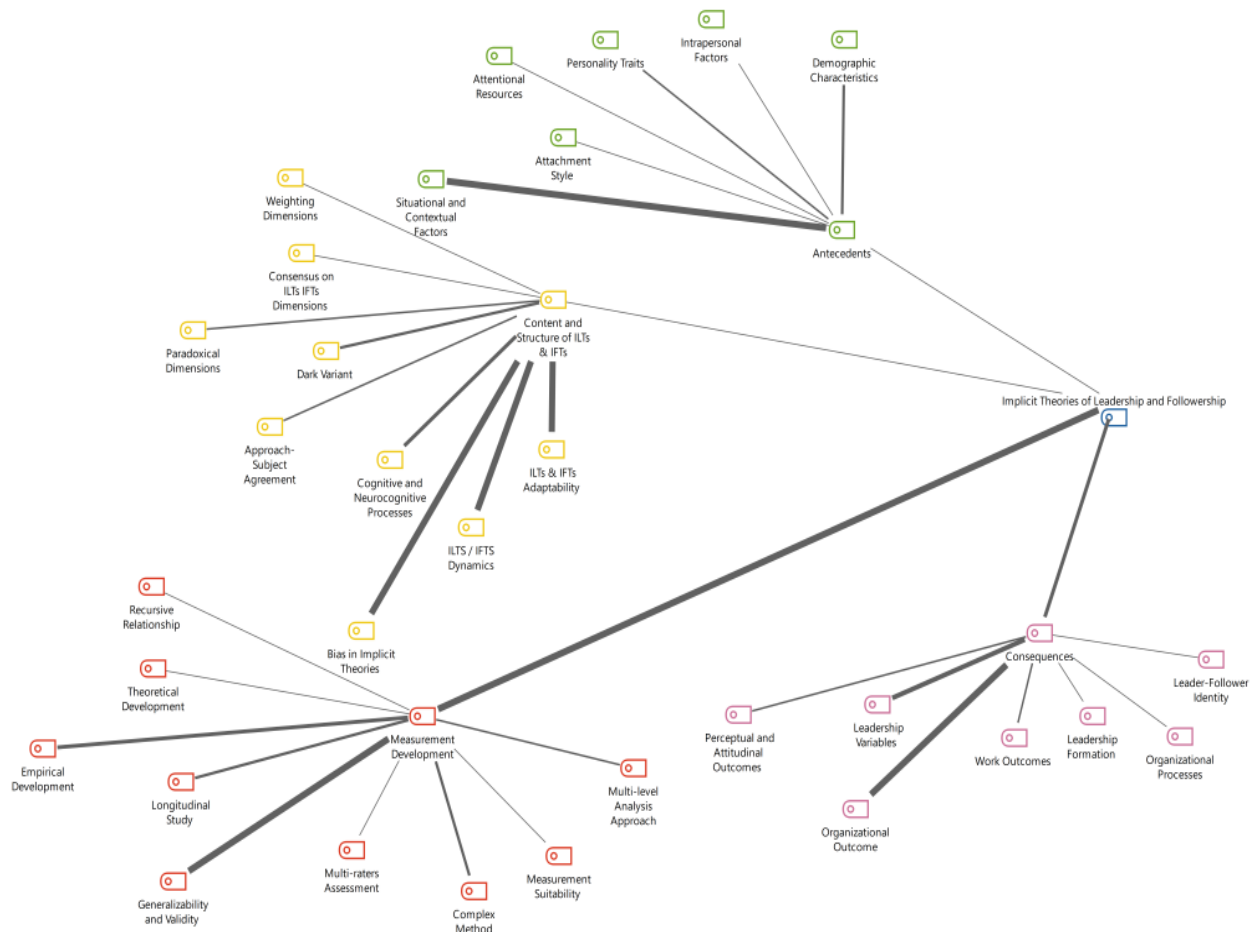 Intrapersonal
Factors
Personality Traits
Demographic
Characteristics
Attentional
Resources
Attachment
Style
Situational and
Contextual
Factors
Antecedents
Weighting
Dimensions
Consensus on
ILTs IFTs
Dimensions
Paradoxical
Dimensions
Dark Variant
Content and
Structure of ILTs
& IFTs
Approach-
Subject
Agreement
Cognitive and
Neurocognitive
Processes
ILTs & IFTs
Adaptability
ILTS / IFTS
Dynamics
Bias in Implicit
Theories
Implicit Theories of Leadership and Followership
Recursive
Relationship
Theoretical
Development
Empirical
Development
Longitudinal
Study
Measurement
Development
Multi-level
Analysis
Approach
Generalizability
and Validity
Multi-raters
Assessment
Complex
Method
Measurement
Suitability
Consequences
Leader-Follower
Identity
Perceptual and
Attitudinal
Outcomes
Leadership
Variables
Work Outcomes
Leadership
Formation
Organizational
Processes
Organizational
Outcome